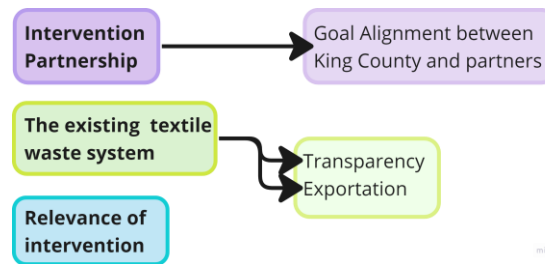 Intervention
Partnership
Goal Alignment between
King County and partners
The existing textile
waste system
Transparency
Exportation
Relevance of
intervention